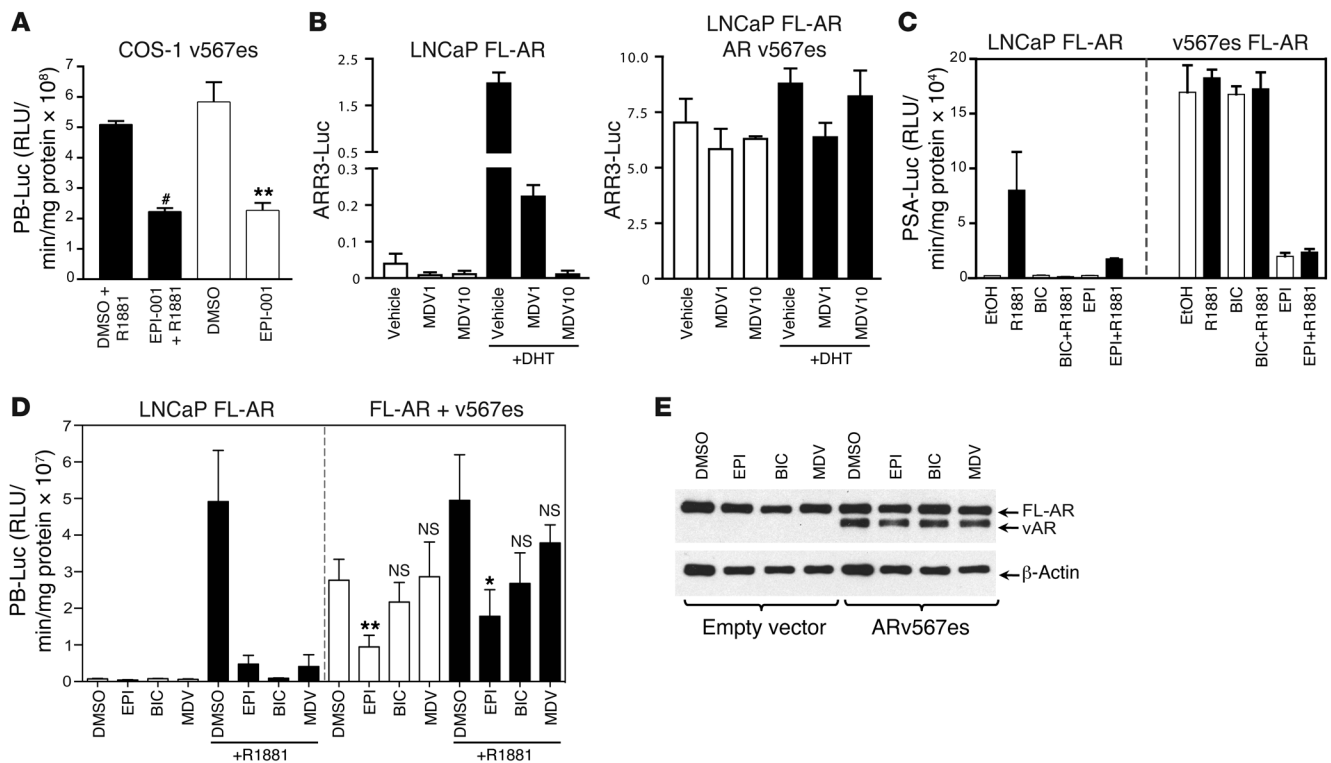 A
COS-1 v567es
PB-Luc (RLU/
min/mg protein × 10⁸)
7
6
5
4
3
2
1
0
#
**
DMSO +
R1881
EPI-001
+ R1881
DMSO
EPI-001
B
LNCaP FL-AR
ARR3-Luc
2.5
1.5
0.5
0.3
0.2
0.1
0
Vehicle
MDV1
MDV10
Vehicle
MDV1
MDV10
+DHT
LNCaP FL-AR
AR v567es
ARR3-Luc
10.0
7.5
5.0
2.5
0
Vehicle
MDV1
MDV10
Vehicle
MDV1
MDV10
+DHT
C
LNCaP FL-AR
v567es FL-AR
PSA-Luc (RLU/
min/mg protein × 10⁴)
20
15
10
5
0
EtOH
R1881
BIC
BIC+R1881
EPI
EPI+R1881
EtOH
R1881
BIC
BIC+R1881
EPI
EPI+R1881
D
LNCaP FL-AR
FL-AR + v567es
PB-Luc (RLU/
min/mg protein × 10⁷)
7
6
5
4
3
2
1
0
**
NS
NS
*
NS
NS
DMSO
EPI
BIC
MDV
DMSO
EPI
BIC
MDV
DMSO
EPI
BIC
MDV
DMSO
EPI
BIC
MDV
+R1881
+R1881
E
DMSO
EPI
BIC
MDV
DMSO
EPI
BIC
MDV
FL-AR
vAR
β-Actin
Empty vector
ARv567es